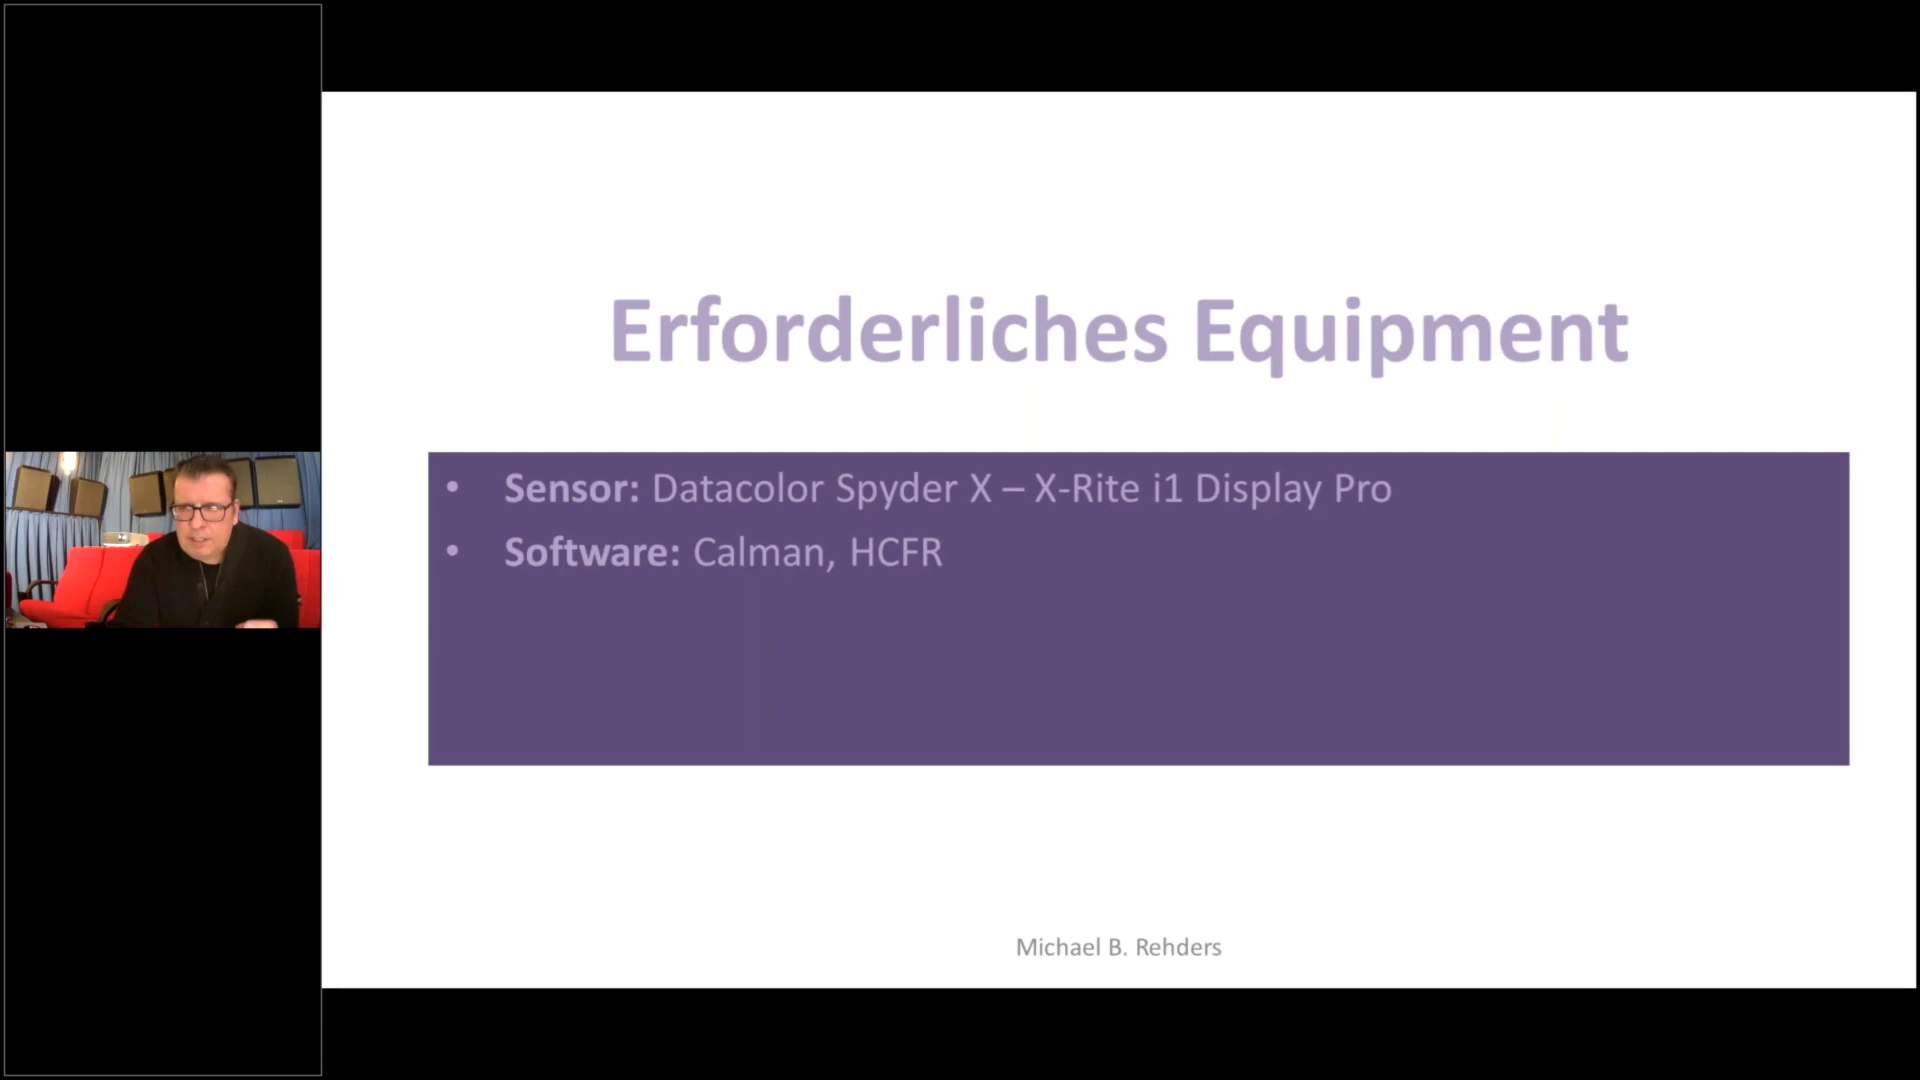 Erforderliches Equipment
• Sensor: Datacolor Spyder X – X-Rite i1 Display Pro
• Software: Calman, HCFR
Michael B. Rehders